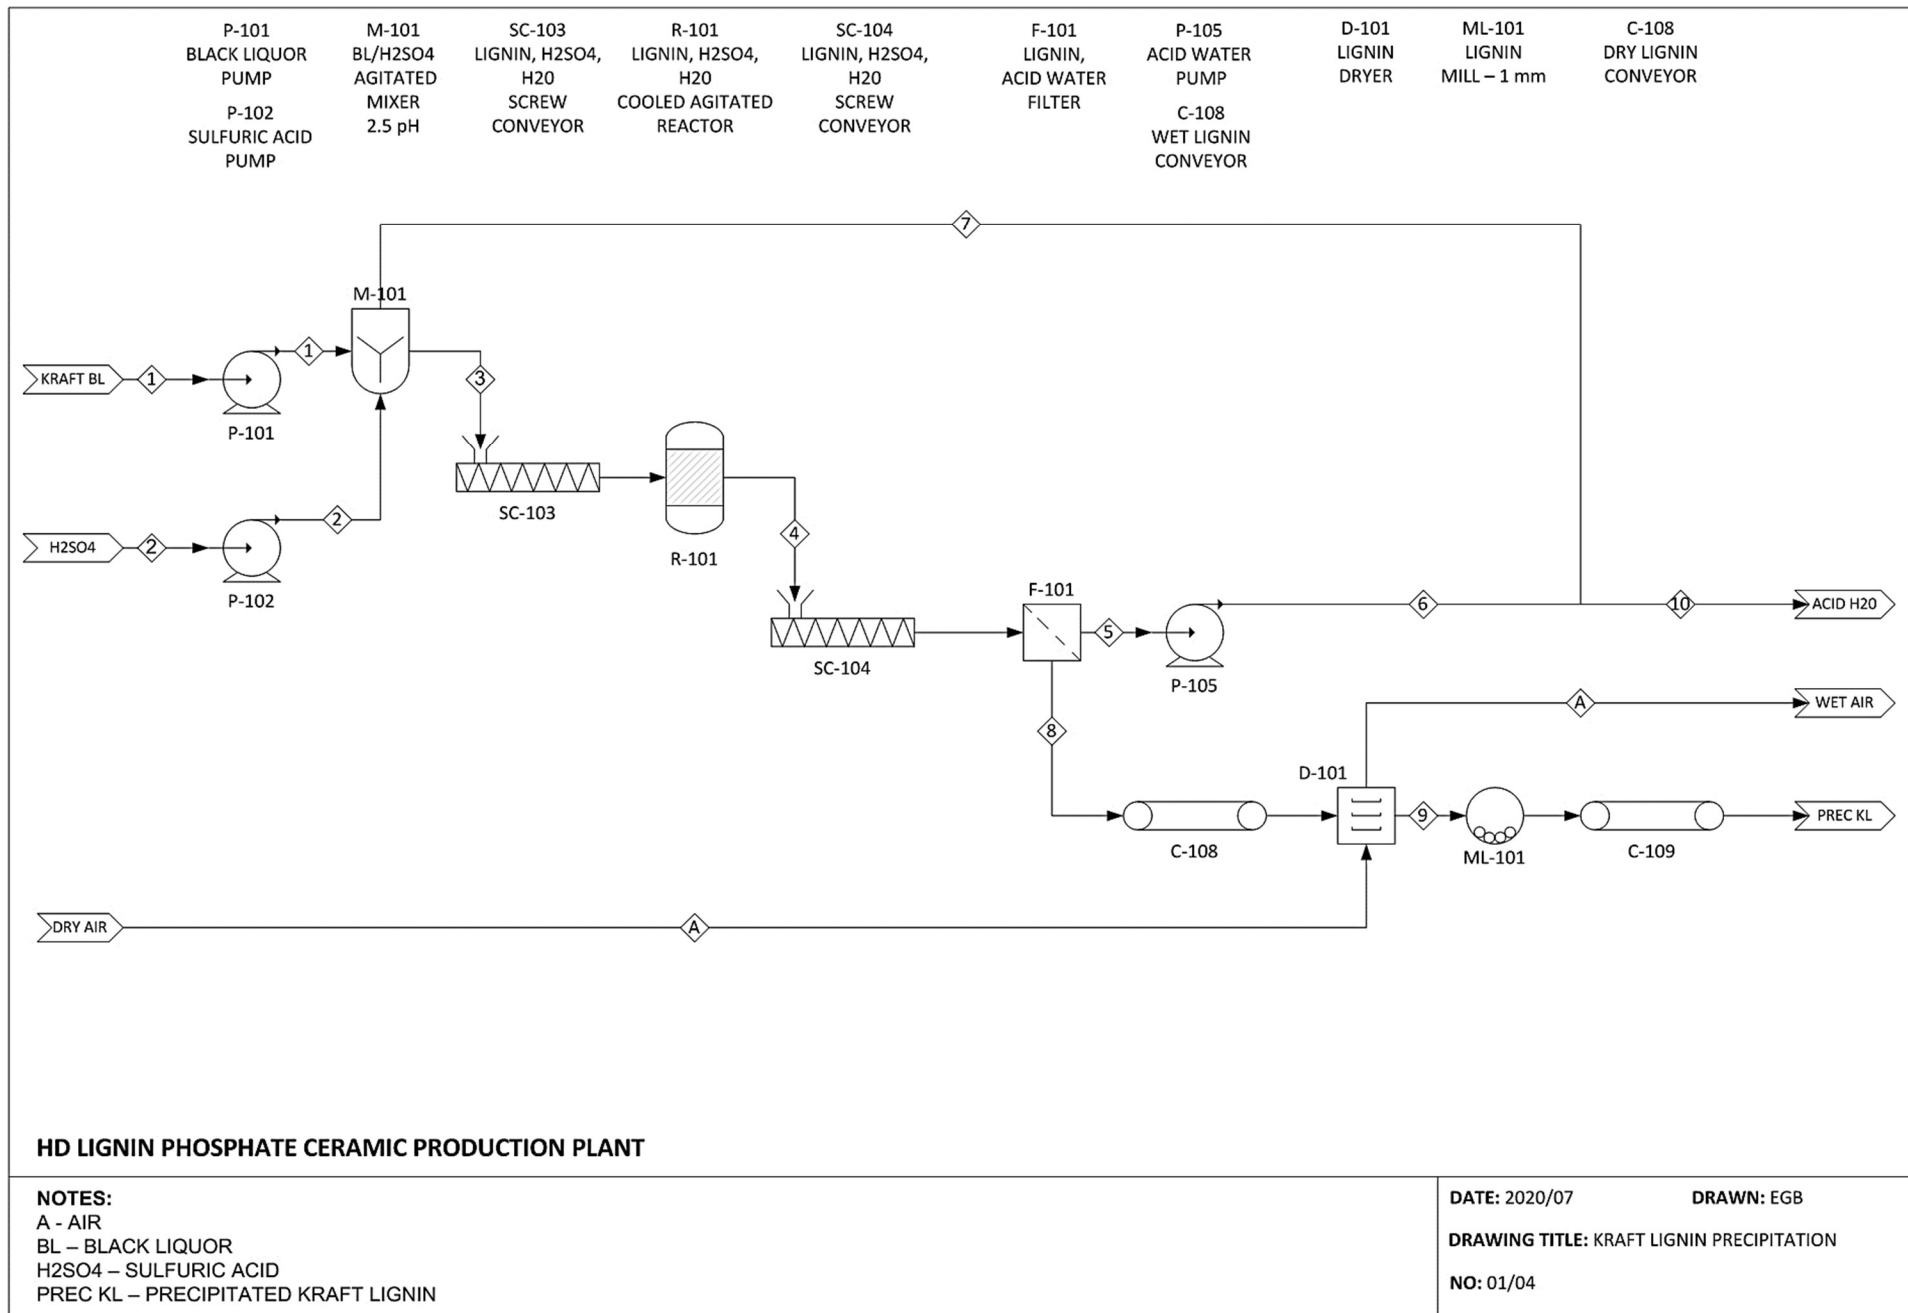 P-101
BLACK LIQUOR
PUMP
P-102
SULFURIC ACID
PUMP
M-101
BL/H2SO4
AGITATED
MIXER
2.5 pH
SC-103
LIGNIN, H2SO4,
H20
SCREW
CONVEYOR
R-101
LIGNIN, H2SO4,
H20
COOLED AGITATED
REACTOR
SC-104
LIGNIN, H2SO4,
H20
SCREW
CONVEYOR
F-101
LIGNIN,
ACID WATER
FILTER
P-105
ACID WATER
PUMP
C-108
WET LIGNIN
CONVEYOR
D-101
LIGNIN
DRYER
ML-101
LIGNIN
MILL – 1 mm
C-108
DRY LIGNIN
CONVEYOR
7
M-101
KRAFT BL
1
1
P-101
3
H2SO4
2
2
P-102
SC-103
R-101
4
SC-104
F-101
5
P-105
6
10
ACID H20
A
WET AIR
8
C-108
D-101
9
ML-101
C-109
PREC KL
DRY AIR
A
HD LIGNIN PHOSPHATE CERAMIC PRODUCTION PLANT
NOTES:
A - AIR
BL – BLACK LIQUOR
H2SO4 – SULFURIC ACID
PREC KL – PRECIPITATED KRAFT LIGNIN
DATE: 2020/07 DRAWN: EGB
DRAWING TITLE: KRAFT LIGNIN PRECIPITATION
NO: 01/04